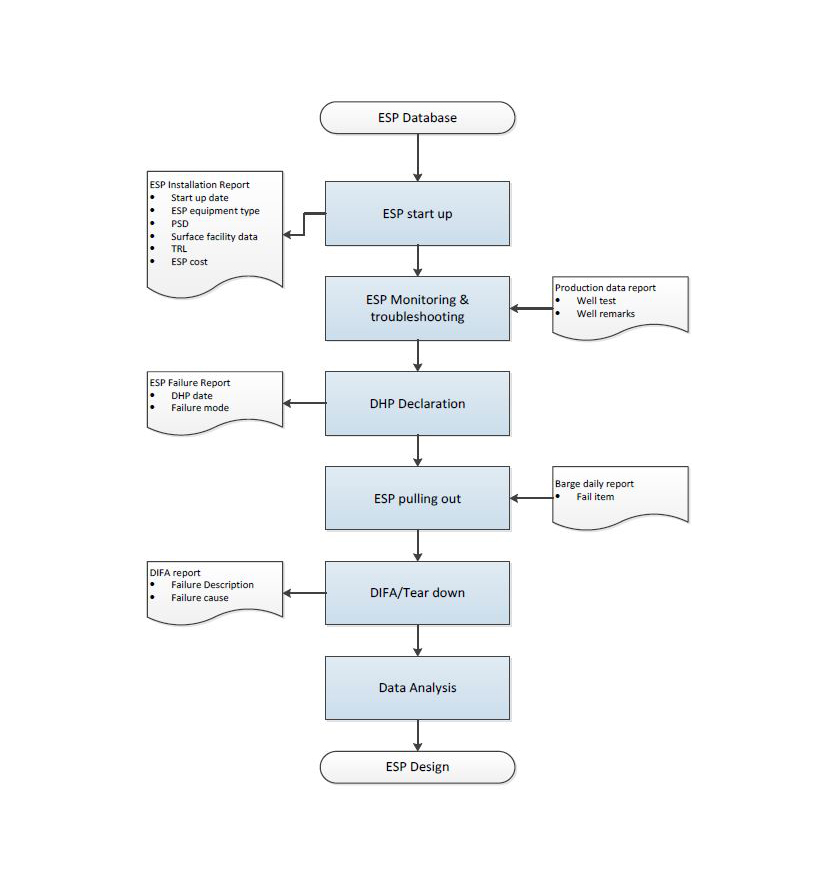 ESP Database
ESP Installation Report
• Start up date
• ESP equipment type
• PSD
• Surface facility data
• TRL
• ESP cost
ESP start up
ESP Monitoring &
troubleshooting
Production data report
• Well test
• Well remarks
ESP Failure Report
• DHP date
• Failure mode
DHP Declaration
ESP pulling out
Barge daily report
• Fail item
DIFA report
• Failure Description
• Failure cause
DIFA/Tear down
Data Analysis
ESP Design